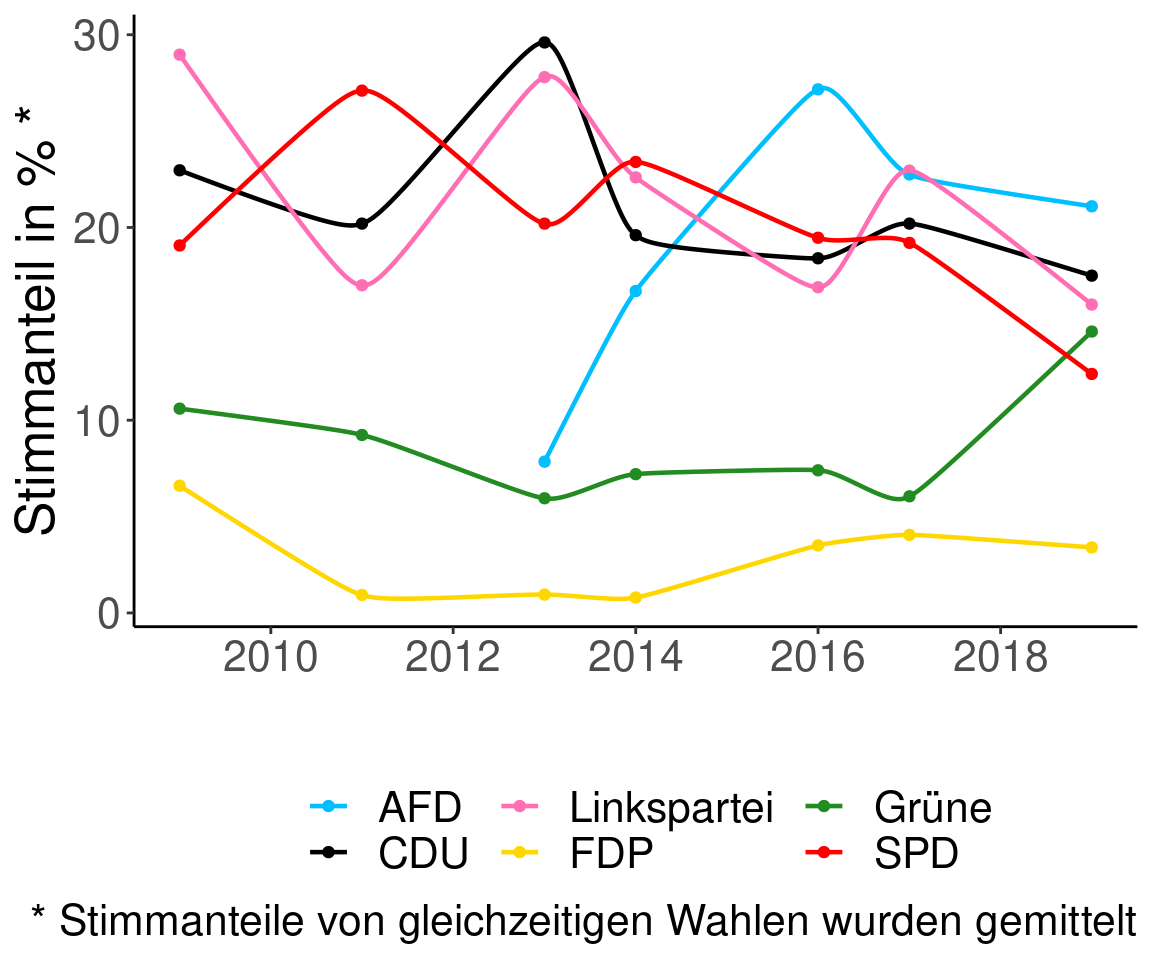 Stimmanteil in % *
30
20
10
0
2010 2012 2014 2016 2018
AFD Linkspartei Grüne
CDU FDP SPD
* Stimmanteile von gleichzeitigen Wahlen wurden gemittelt